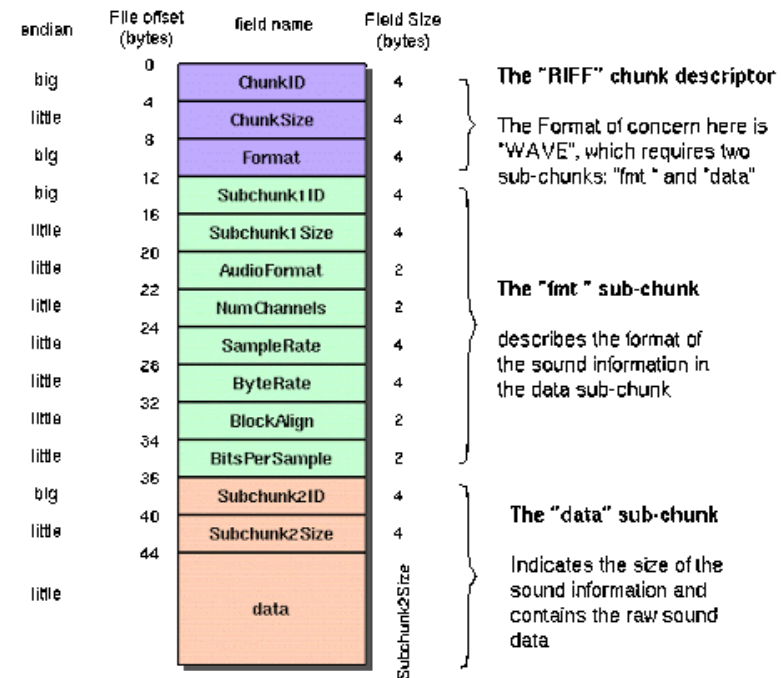 endian
File offset
(bytes)
field name
Field Size
(bytes)
0
big
ChunkID
4
4
little
ChunkSize
4
8
big
Format
4
12
big
Subchunk1ID
4
16
little
Subchunk1Size
4
20
little
AudioFormat
2
22
little
NumChannels
2
24
little
SampleRate
4
28
little
ByteRate
4
32
little
BlockAlign
2
34
little
BitsPerSample
2
36
big
Subchunk2ID
4
40
little
Subchunk2Size
4
44
little
data
Subchunk2Size
The "RIFF" chunk descriptor
The Format of concern here is
"WAVE", which requires two
sub-chunks: "fmt " and "data"
The "fmt " sub-chunk
describes the format of
the sound information in
the data sub-chunk
The "data" sub-chunk
Indicates the size of the
sound information and
contains the raw sound
data